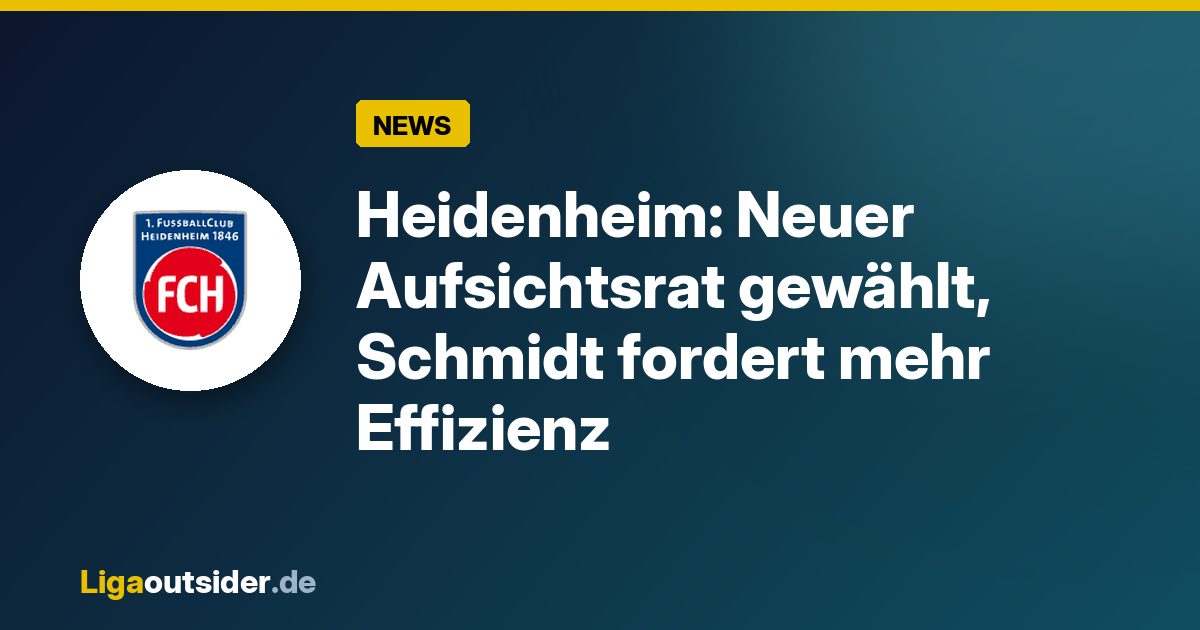 NEWS
1. FUSSBALLCLUB
HEIDENHEIM 1846
FCH
Heidenheim: Neuer
Aufsichtsrat gewählt,
Schmidt fordert mehr
Effizienz
Ligaoutsider.de